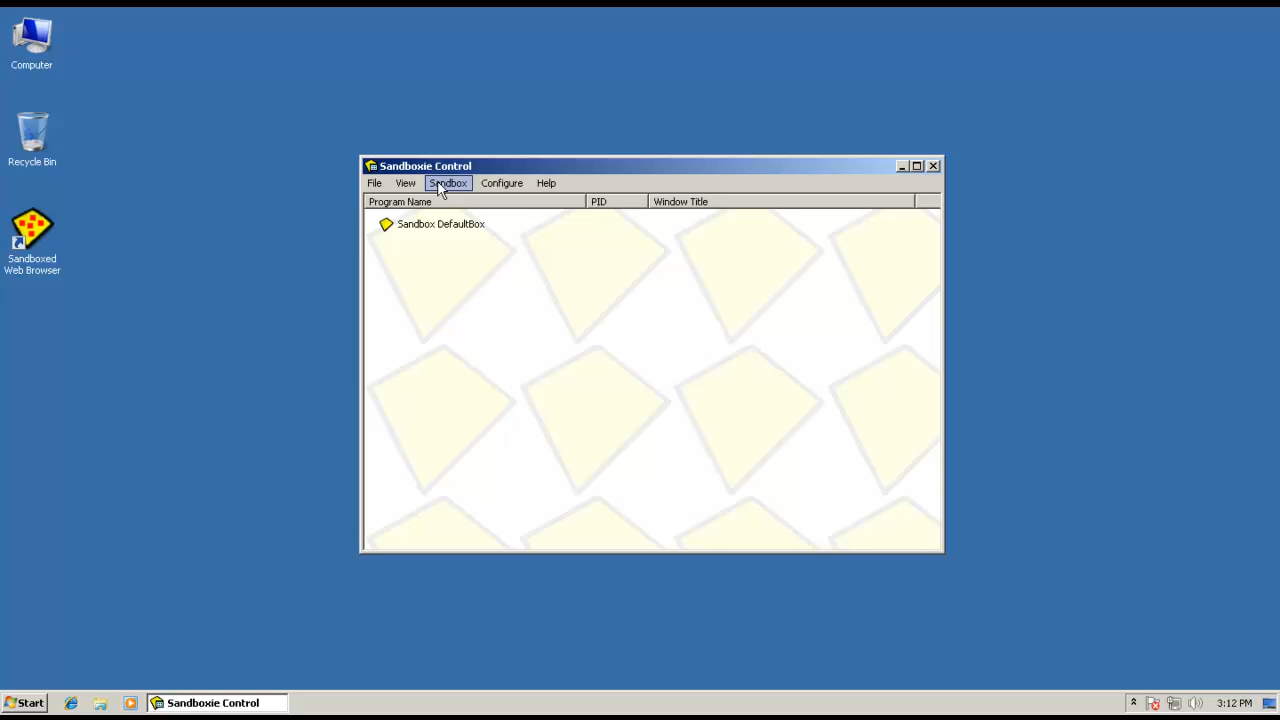 Computer
Recycle Bin
Sandboxed
Web Browser
Sandboxie Control
File View Sandbox Configure Help
Program Name PID Window Title
Sandbox DefaultBox
Start Sandboxie Control 3:12 PM